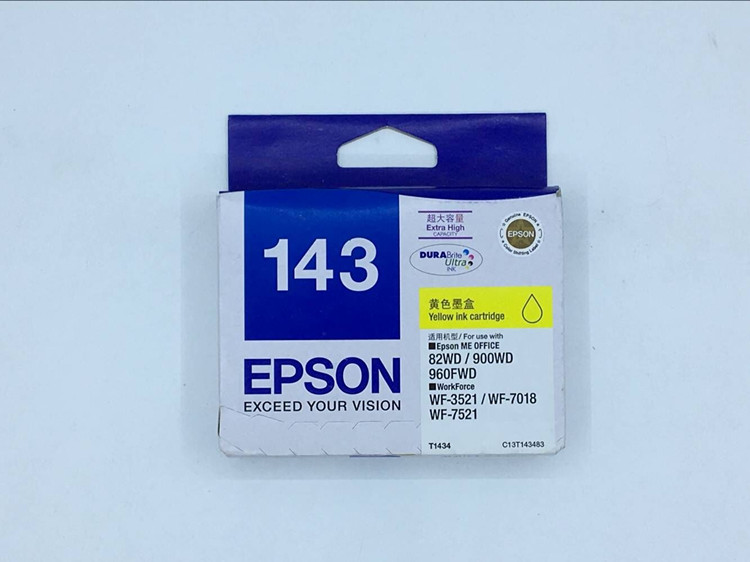 143
EPSON
EXCEED YOUR VISION
超大容量
Extra High
CAPACITY
DURABrite
Ultra
INK
Genuine EPSON
EPSON
黄色墨盒
Yellow ink cartridge
适用机型/ For use with
■Epson ME OFFICE
82WD / 900WD
960FWD
■WorkForce
WF-3521 / WF-7018
WF-7521
T1434
C13T143483